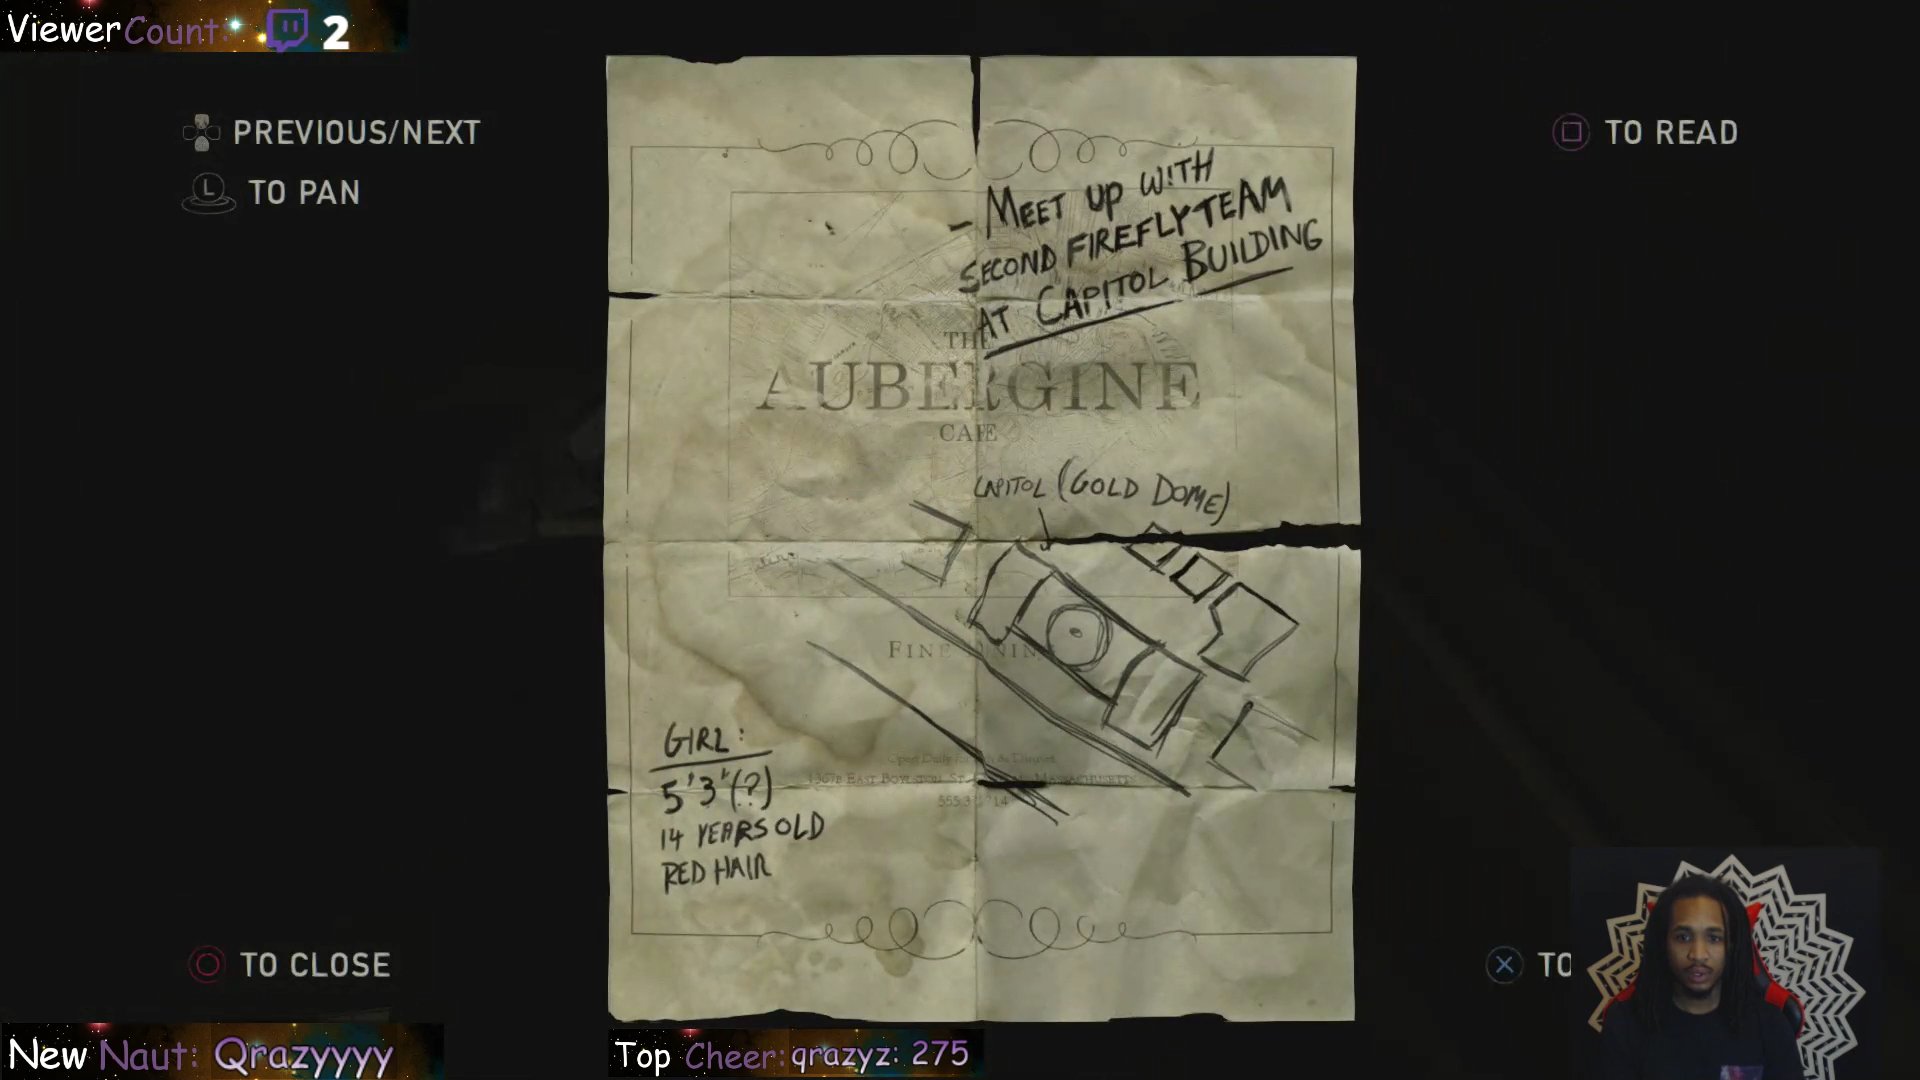 ViewerCount: 2
PREVIOUS/NEXT
L TO PAN
TO READ
- MEET UP WITH
SECOND FIREFLY TEAM
AT CAPITOL BUILDING
THE
AUBERGINE
CAFE
CAPITOL (GOLD DOME)
FINE DINING
GIRL:
5'3"(?)
14 YEARS OLD
RED HAIR
TO CLOSE
TO
New Naut: Qrazyyyy
Top Cheer: qrazyz: 275